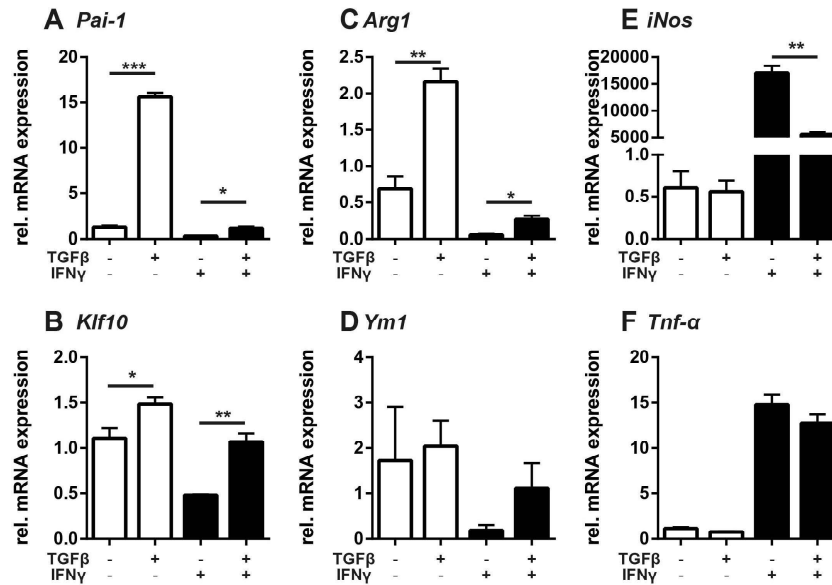 A Pai-1
rel. mRNA expression
20
15
10
5
0
***
*
TGFβ - + - +
IFNγ - - + +
C Arg1
rel. mRNA expression
2.5
2.0
1.5
1.0
0.5
0.0
**
*
TGFβ - + - +
IFNγ - - + +
E iNos
rel. mRNA expression
20000
15000
10000
5000
1.0
0.5
0.0
**
TGFβ - + - +
IFNγ - - + +
B Klf10
rel. mRNA expression
2.0
1.5
1.0
0.5
0.0
*
**
TGFβ - + - +
IFNγ - - + +
D Ym1
rel. mRNA expression
4
3
2
1
0
TGFβ - + - +
IFNγ - - + +
F Tnf-α
rel. mRNA expression
20
15
10
5
0
TGFβ - + - +
IFNγ - - + +